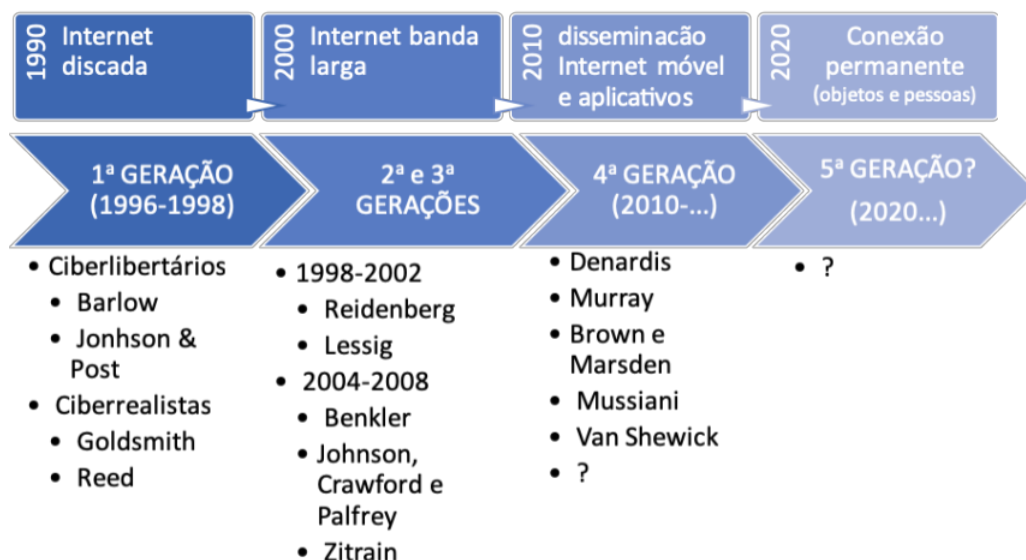 1990
Internet
discada
2000
Internet banda
larga
2010
disseminacão
Internet móvel
e aplicativos
2020
Conexão
permanente
(objetos e pessoas)
1ª GERAÇÃO
(1996-1998)
2ª e 3ª
GERAÇÕES
4ª GERAÇÃO
(2010-...)
5ª GERAÇÃO?
(2020...)
• Ciberlibertários
• Barlow
• Jonhson &
Post
• Ciberrealistas
• Goldsmith
• Reed
• 1998-2002
• Reidenberg
• Lessig
• 2004-2008
• Benkler
• Johnson,
Crawford e
Palfrey
• Zitrain
• Denardis
• Murray
• Brown e
Marsden
• Mussiani
• Van Shewick
• ?
• ?